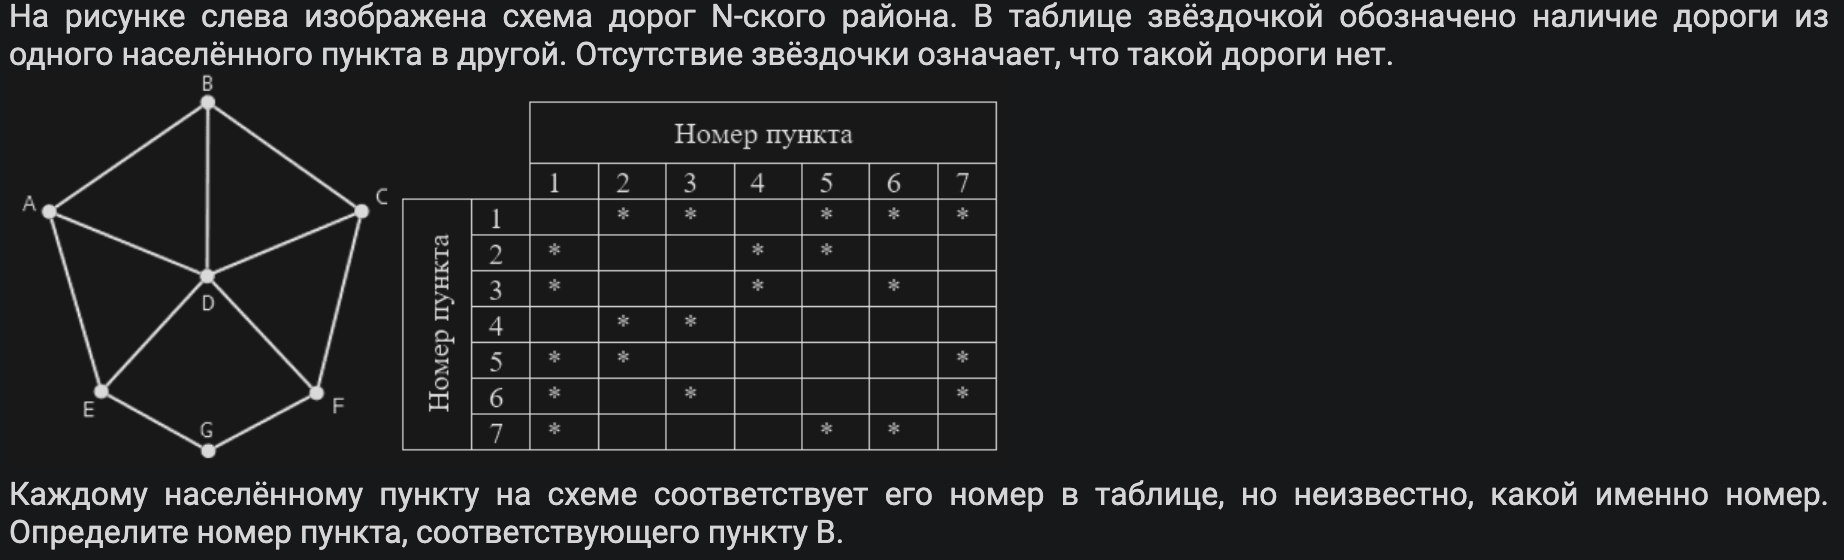 На рисунке слева изображена схема дорог N-ского района. В таблице звёздочкой обозначено наличие дороги из
одного населённого пункта в другой. Отсутствие звёздочки означает, что такой дороги нет.
B
A
C
D
E
F
G
Номер пункта
1 2 3 4 5 6 7
Номер пункта
1 * * * * *
2 * * *
3 * * *
4 * *
5 * * *
6 * * *
7 * * *
Каждому населённому пункту на схеме соответствует его номер в таблице, но неизвестно, какой именно номер.
Определите номер пункта, соответствующего пункту B.